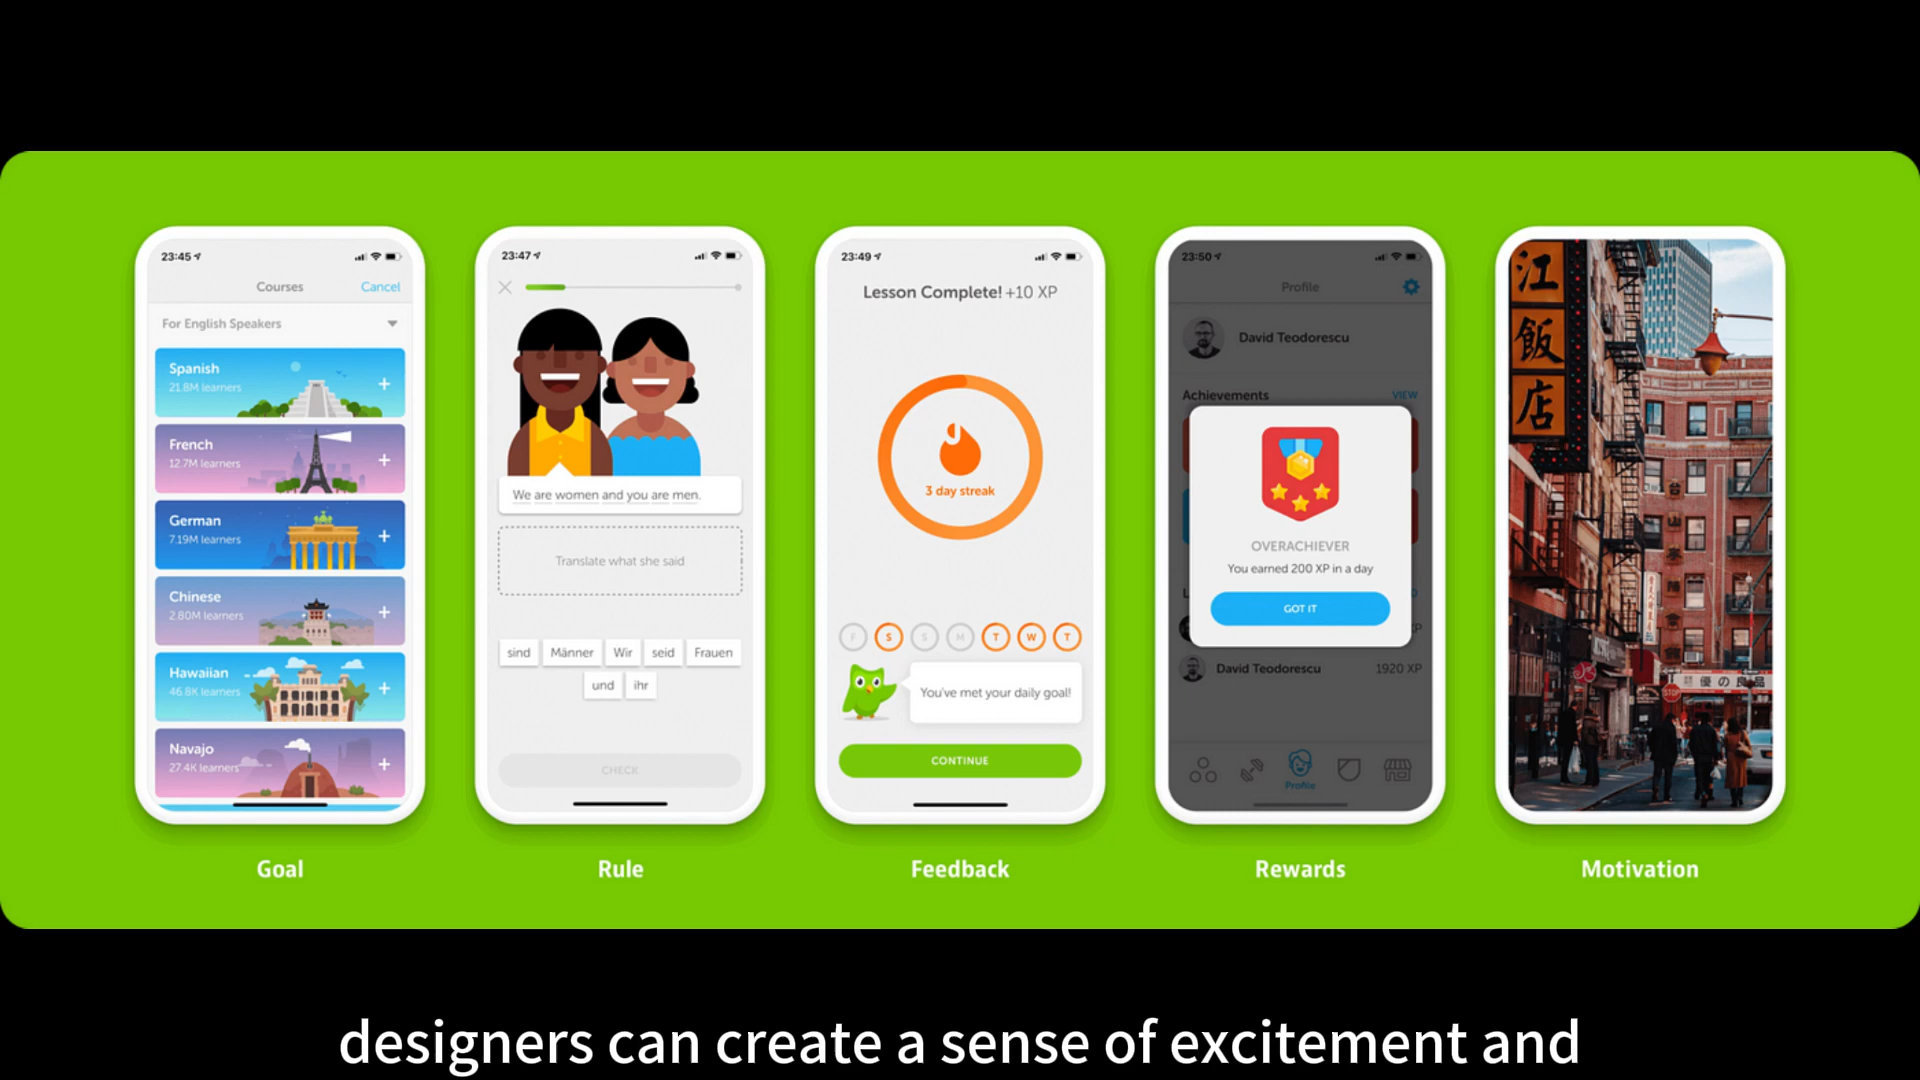 23:45
Courses
Cancel
For English Speakers
Spanish
21.8M learners
French
12.7M learners
German
7.19M learners
Chinese
2.80M learners
Hawaiian
46.8K learners
Navajo
27.4K learners
Goal
23:47
We are women and you are men.
Translate what she said
sind Männer Wir seid Frauen
und ihr
CHECK
Rule
23:49
Lesson Complete! +10 XP
3 day streak
F S S M T W T
You've met your daily goal!
CONTINUE
Feedback
23:50
Profile
David Teodorescu
Achievements
VIEW
OVERACHIEVER
You earned 200 XP in a day
GOT IT
David Teodorescu
1920 XP
Profile
Rewards
江飯店
STOP
優の良品
Motivation
designers can create a sense of excitement and